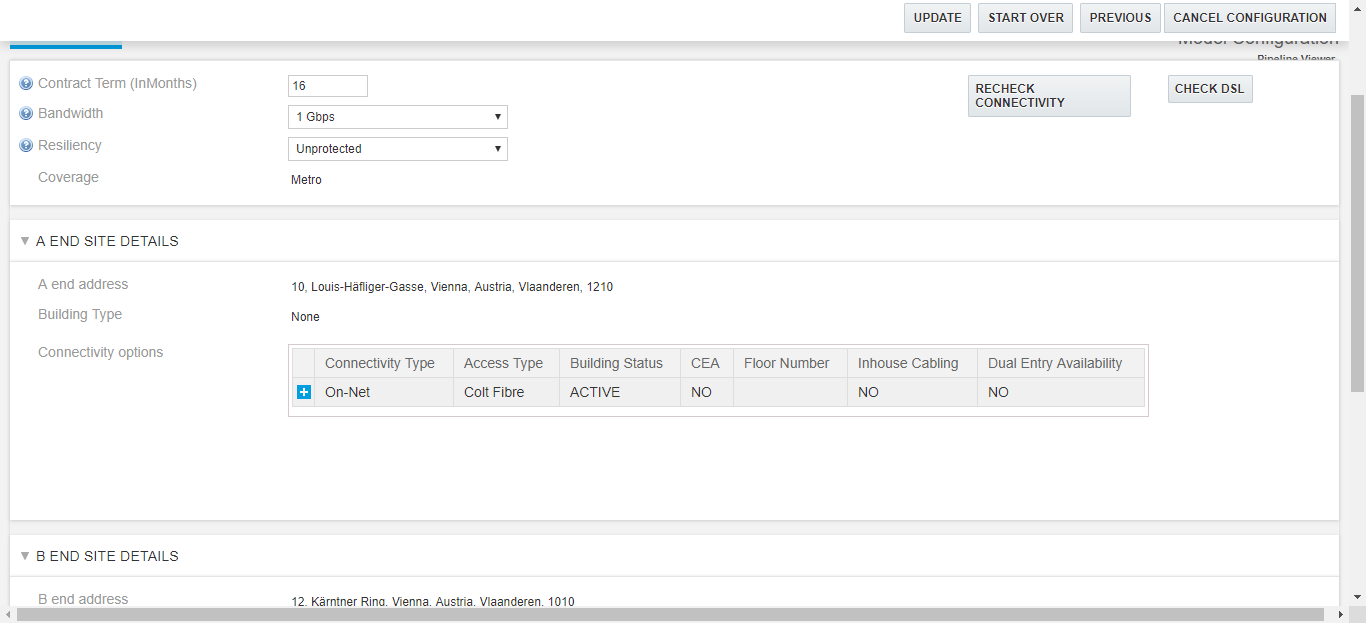 UPDATE START OVER PREVIOUS CANCEL CONFIGURATION
Model Configuration
Pipeline Viewer
Contract Term (InMonths) 16
RECHECK CONNECTIVITY
CHECK DSL
Bandwidth 1 Gbps
Resiliency Unprotected
Coverage Metro
A END SITE DETAILS
A end address 10, Louis-Häfliger-Gasse, Vienna, Austria, Vlaanderen, 1210
Building Type None
Connectivity options
Connectivity Type Access Type Building Status CEA Floor Number Inhouse Cabling Dual Entry Availability
On-Net Colt Fibre ACTIVE NO NO NO
B END SITE DETAILS
B end address 12, Kärntner Ring, Vienna, Austria, Vlaanderen, 1010